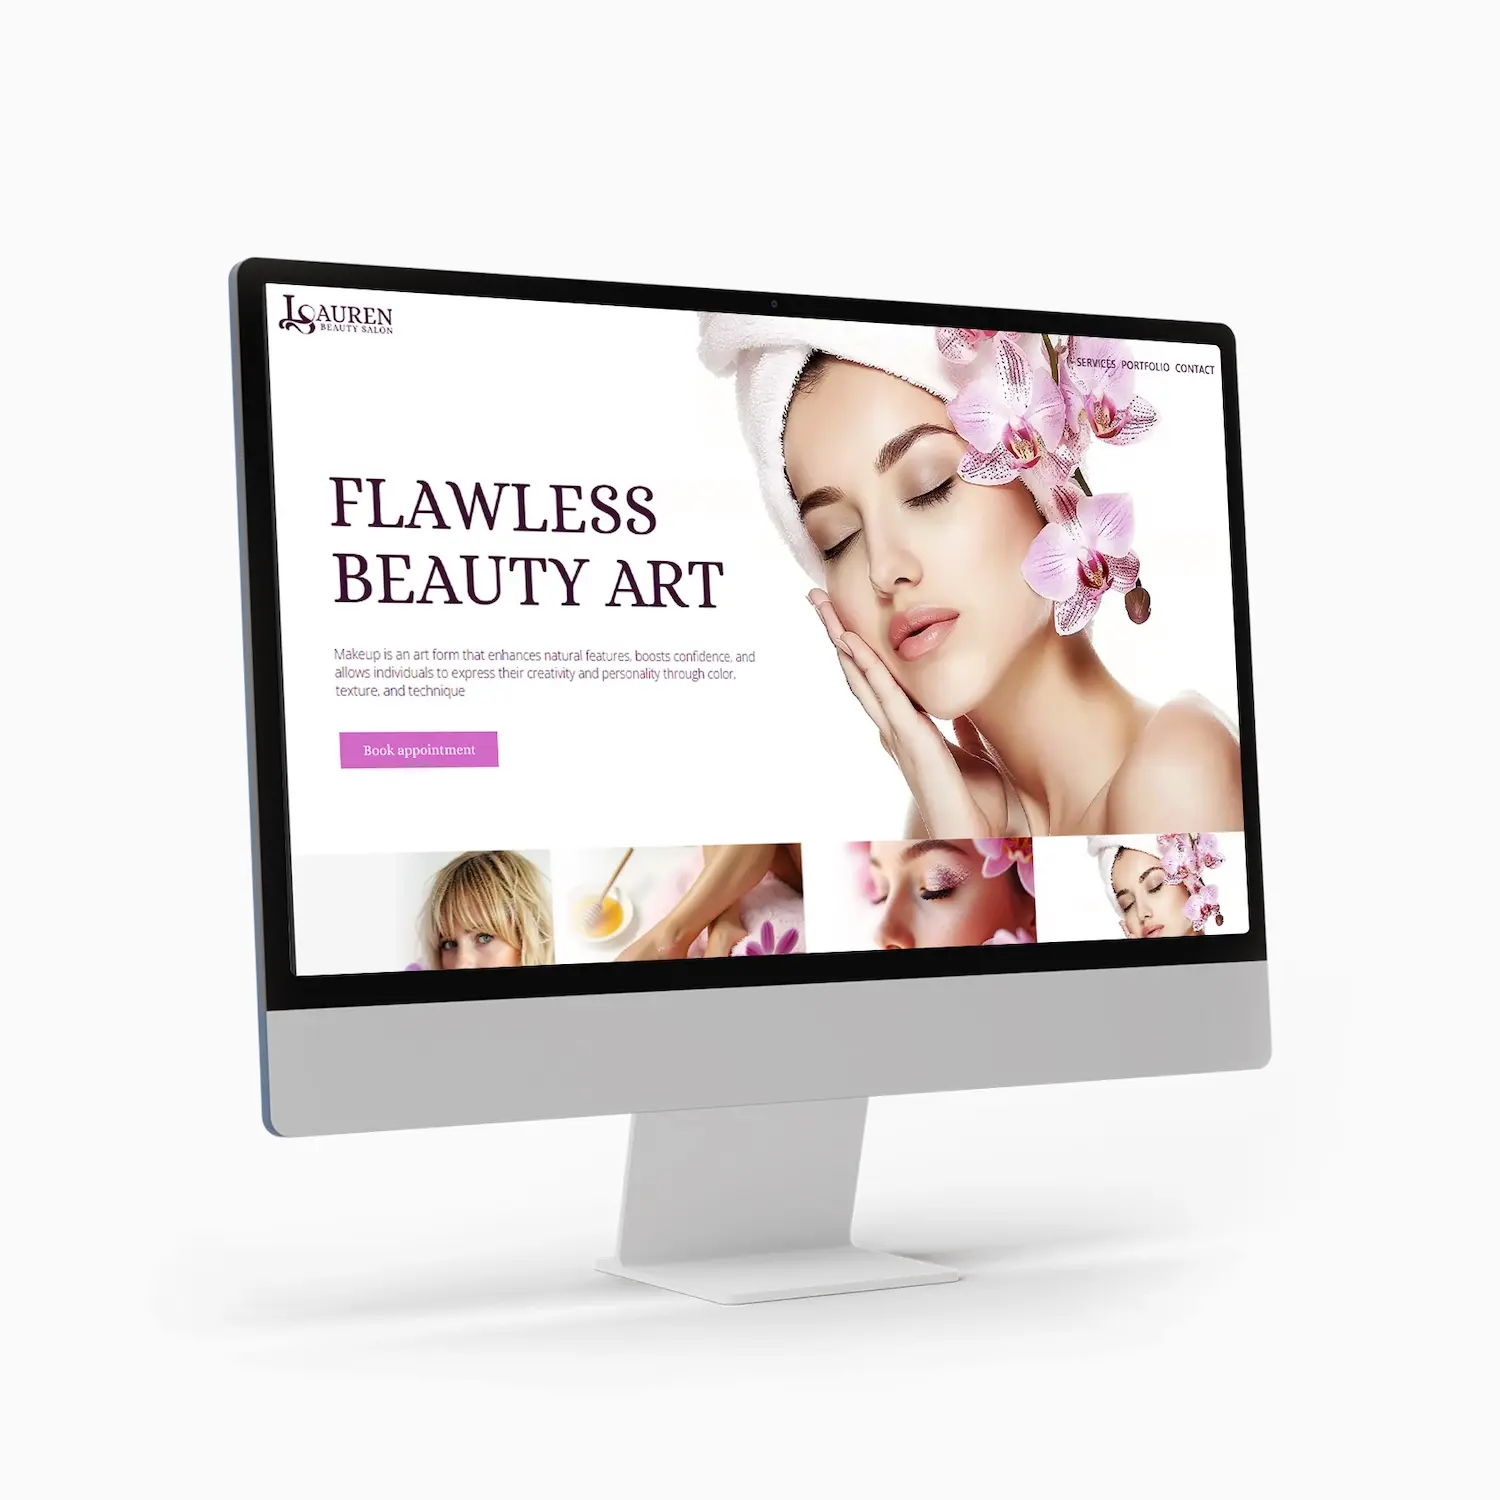 LAUREN
BEAUTY SALON
SERVICES PORTFOLIO CONTACT
FLAWLESS
BEAUTY ART
Makeup is an art form that enhances natural features, boosts confidence, and
allows individuals to express their creativity and personality through color,
texture, and technique
Book appointment